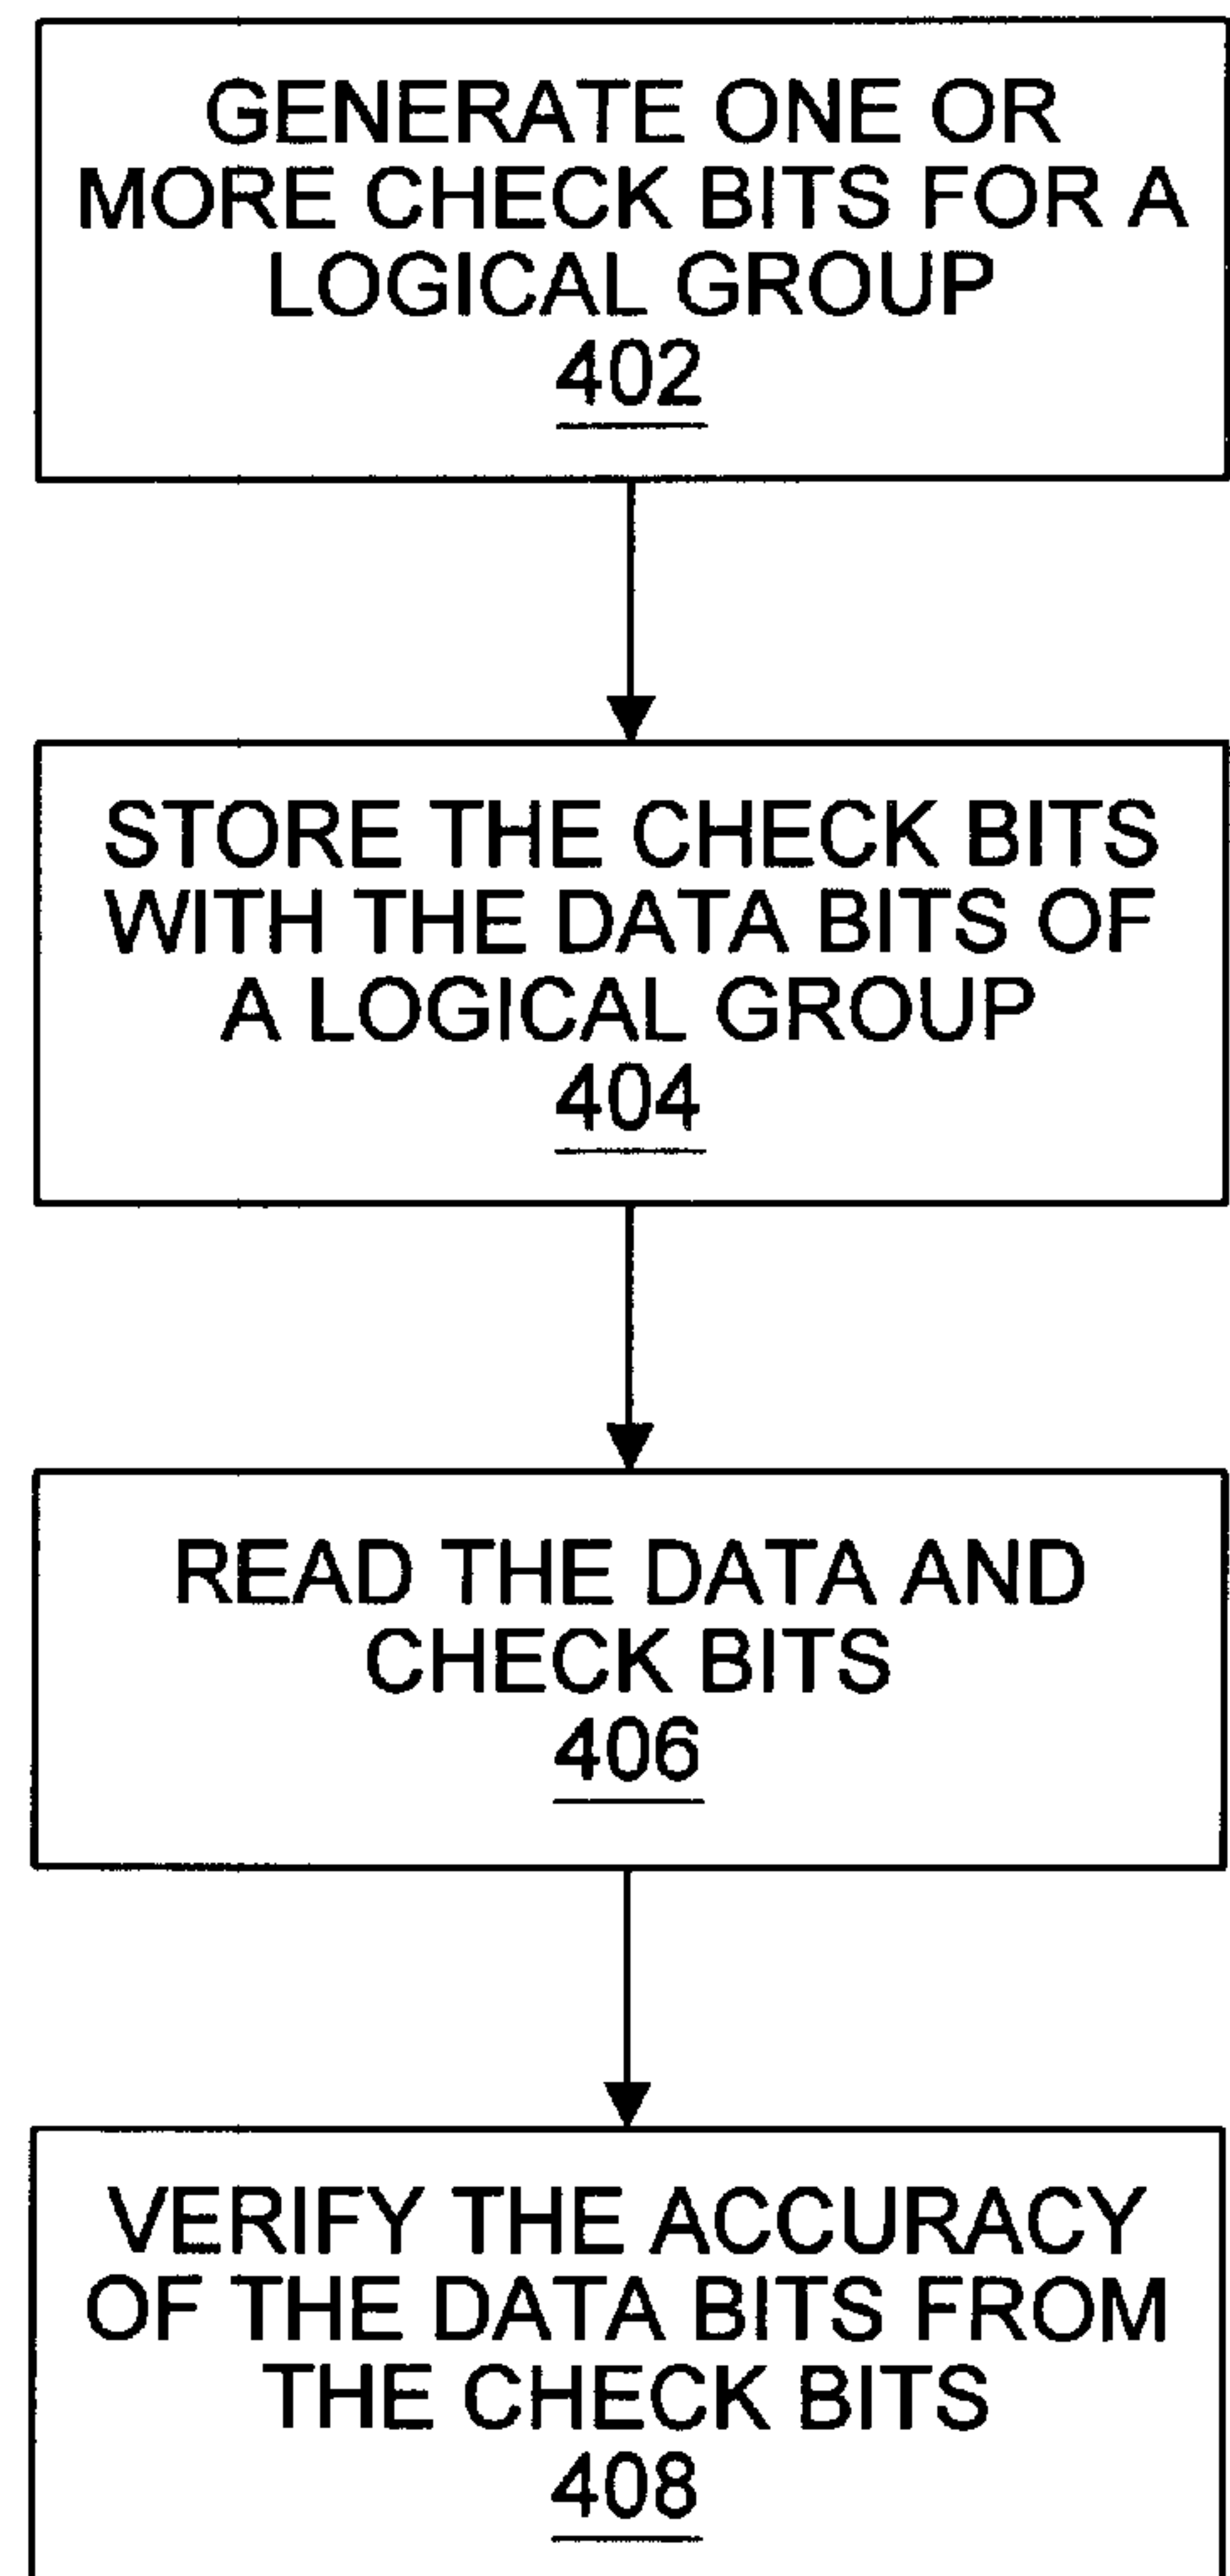 GENERATE ONE OR
MORE CHECK BITS FOR A
LOGICAL GROUP
402
STORE THE CHECK BITS
WITH THE DATA BITS OF
A LOGICAL GROUP
404
READ THE DATA AND
CHECK BITS
406
VERIFY THE ACCURACY
OF THE DATA BITS FROM
THE CHECK BITS
408